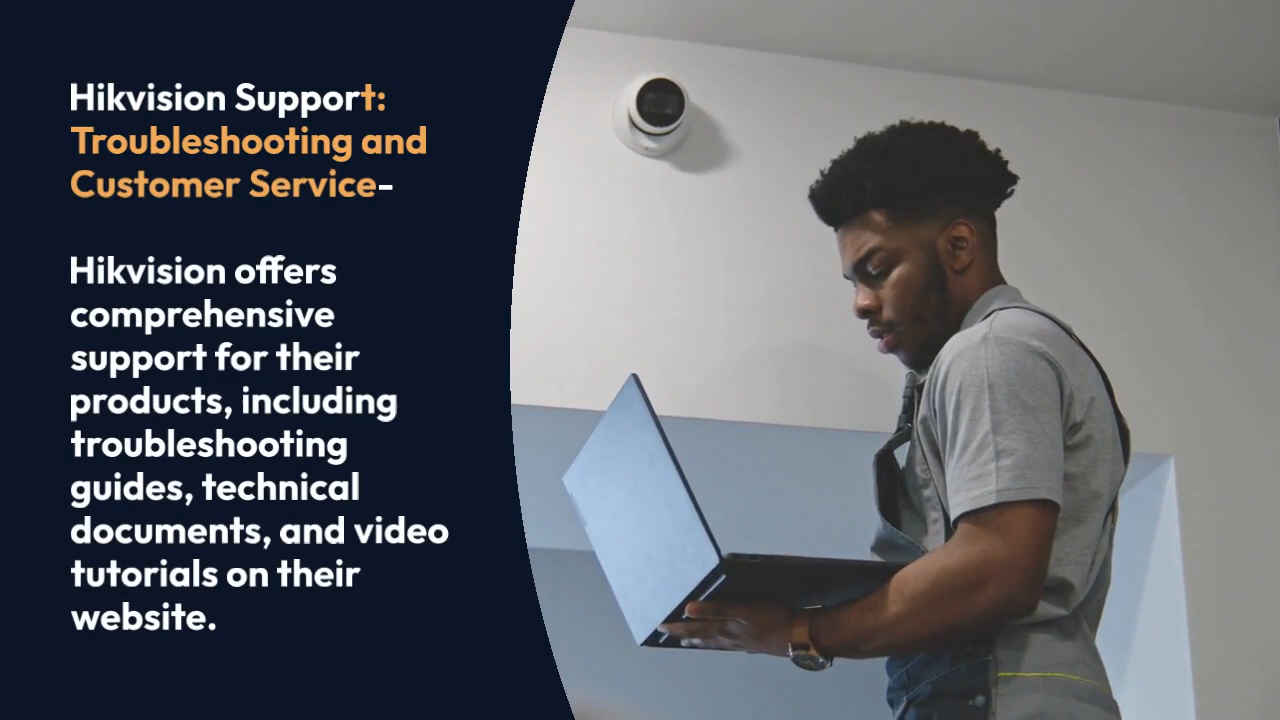 Hikvision Support:
Troubleshooting and
Customer Service-
Hikvision offers
comprehensive
support for their
products, including
troubleshooting
guides, technical
documents, and video
tutorials on their
website.